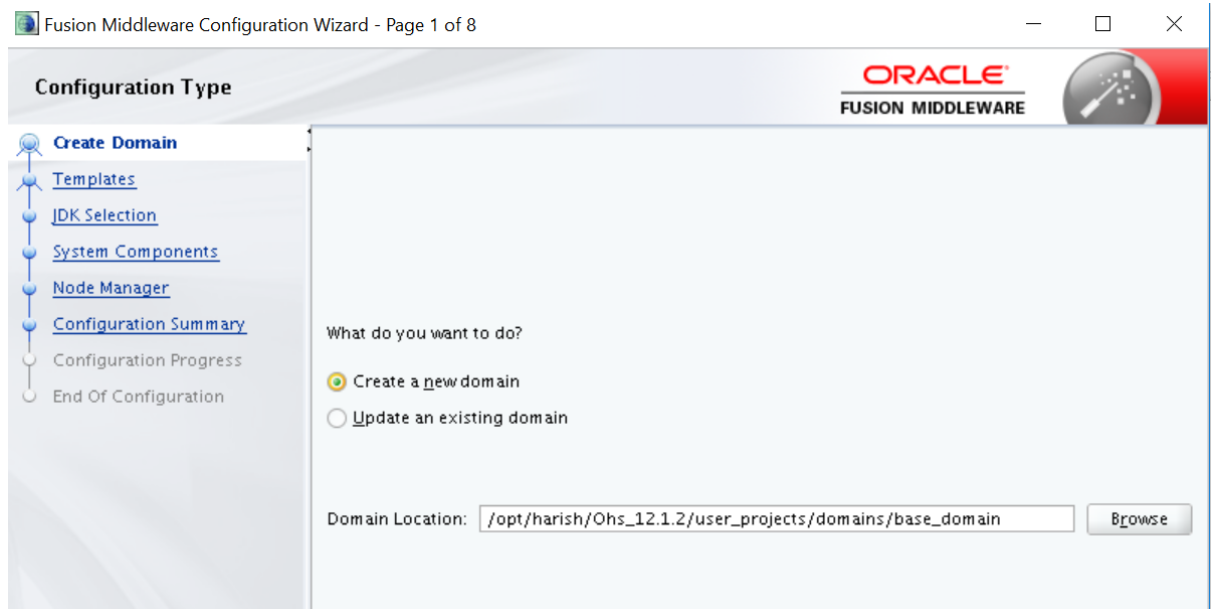 Fusion Middleware Configuration Wizard - Page 1 of 8
Configuration Type
ORACLE
FUSION MIDDLEWARE
Create Domain
Templates
JDK Selection
System Components
Node Manager
Configuration Summary
Configuration Progress
End Of Configuration
What do you want to do?
Create a new domain
Update an existing domain
Domain Location: /opt/harish/Ohs_12.1.2/user_projects/domains/base_domain Browse